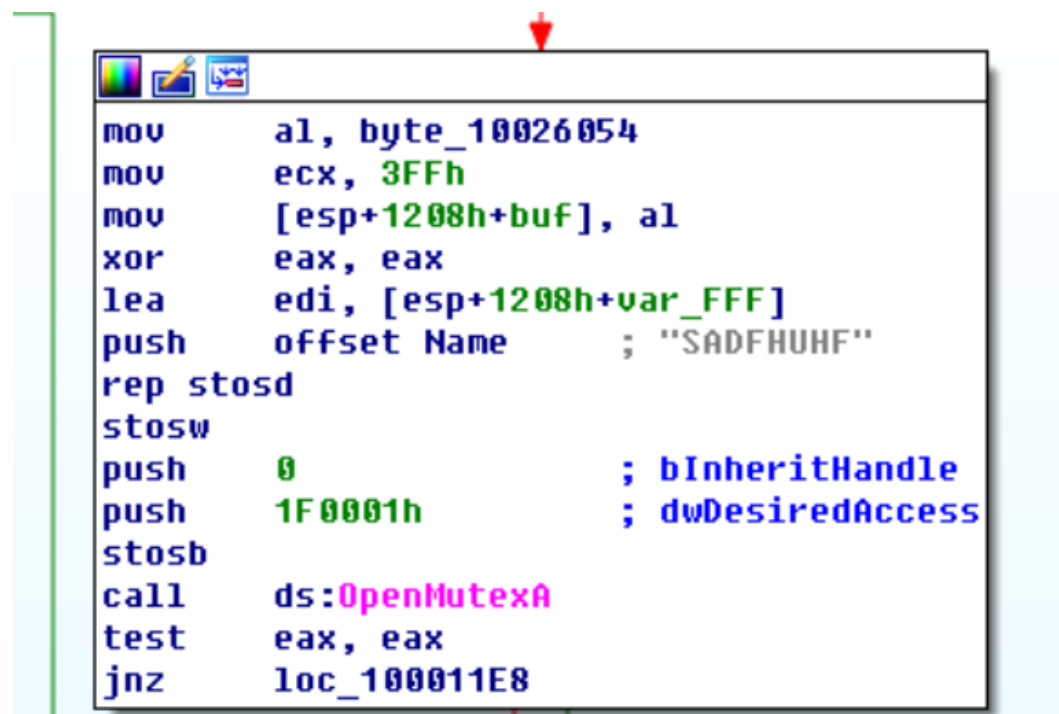 mov al, byte_10026054
mov ecx, 3FFh
mov [esp+1208h+buf], al
xor eax, eax
lea edi, [esp+1208h+var_FFF]
push offset Name ; "SADFHUHF"
rep stosd
stosw
push 0 ; bInheritHandle
push 1F0001h ; dwDesiredAccess
stosb
call ds:OpenMutexA
test eax, eax
jnz loc_100011E8